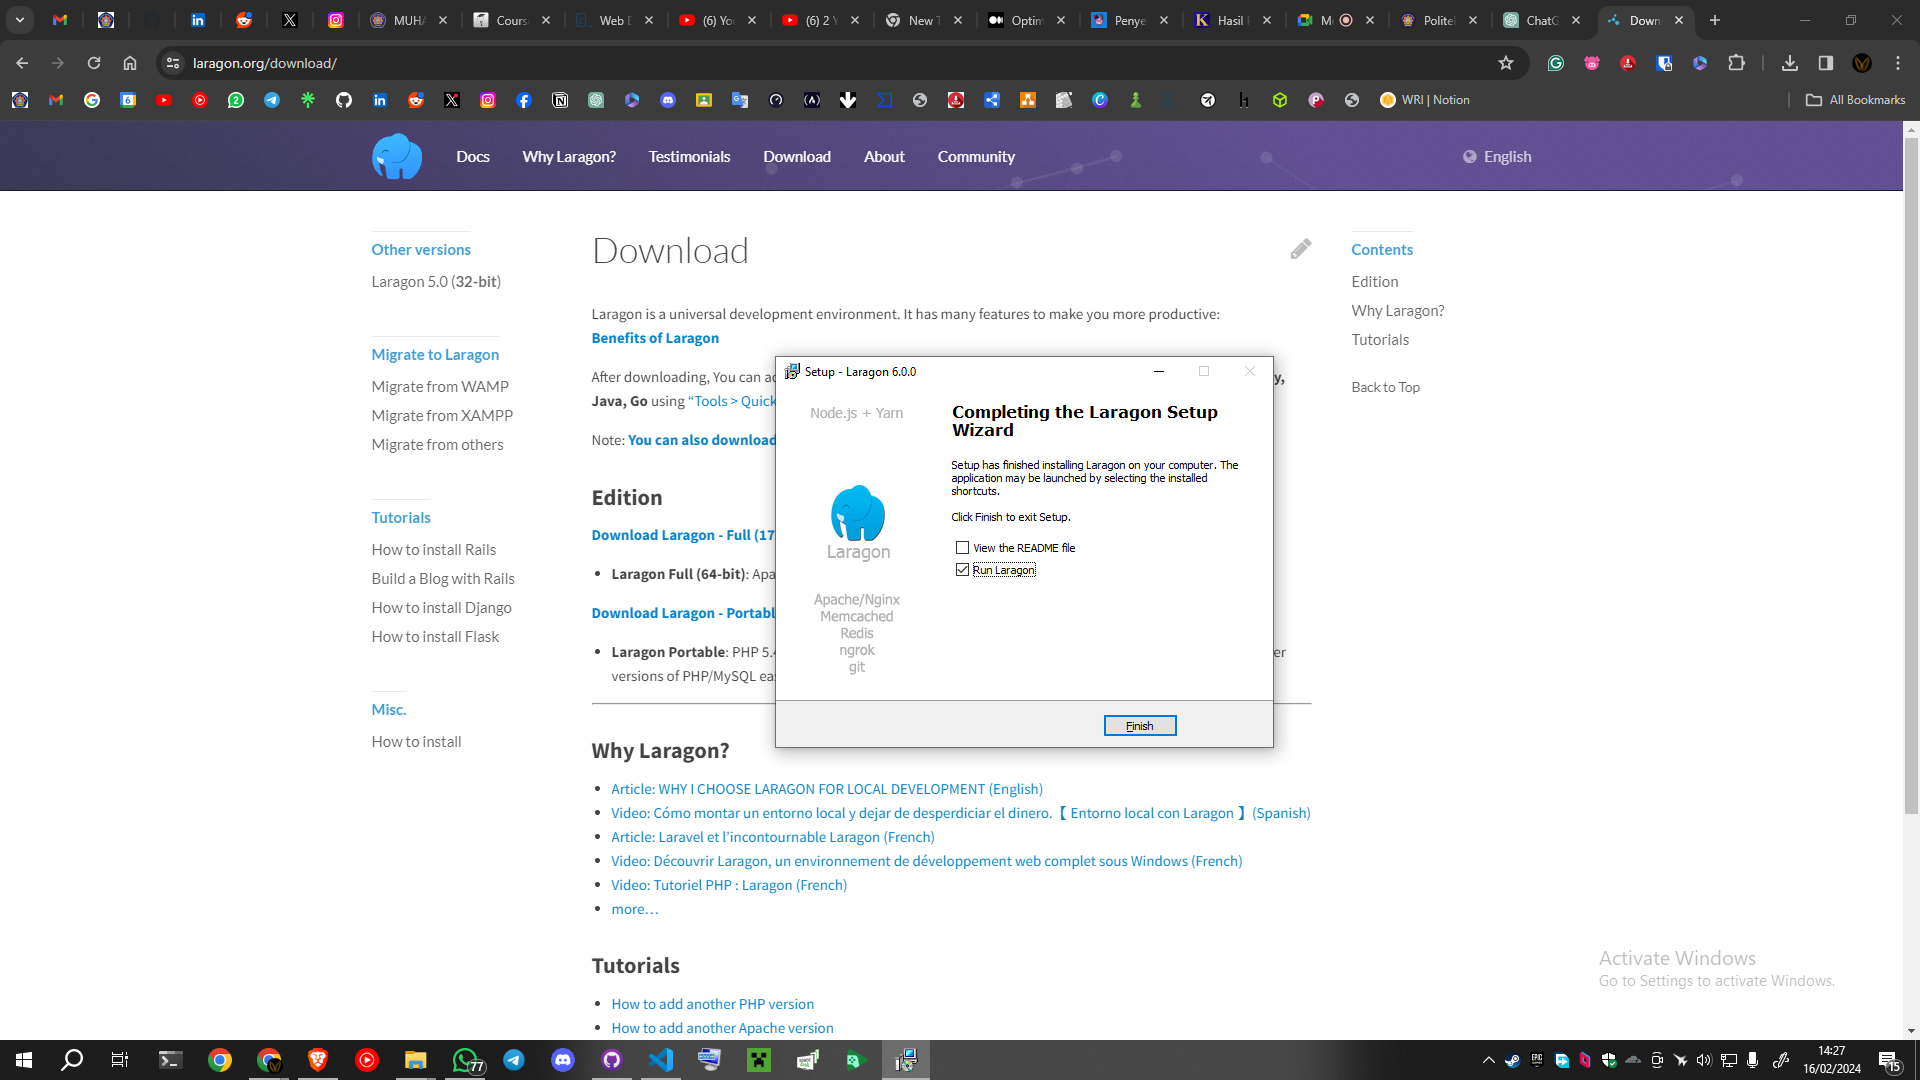 MUHA
Cours
Web D
(6) Yo
(6) 2 Y
New T
Optim
Penye
Hasil
M
Polite
ChatG
Down
laragon.org/download/
WRI | Notion
All Bookmarks
Docs
Why Laragon?
Testimonials
Download
About
Community
English
Other versions
Laragon 5.0 (32-bit)
Migrate to Laragon
Migrate from WAMP
Migrate from XAMPP
Migrate from others
Tutorials
How to install Rails
Build a Blog with Rails
How to install Django
How to install Flask
Misc.
How to install
Download
Laragon is a universal development environment. It has many features to make you more productive:
Benefits of Laragon
After downloading, You can ad
y,
Java, Go using “Tools > Quick
Note: You can also download
Edition
Download Laragon - Full (17
Laragon Full (64-bit): Apa
Download Laragon - Portabl
Laragon Portable: PHP 5.4
er
versions of PHP/MySQL eas
Why Laragon?
Article: WHY I CHOOSE LARAGON FOR LOCAL DEVELOPMENT (English)
Video: Cómo montar un entorno local y dejar de desperdiciar el dinero.【 Entorno local con Laragon 】(Spanish)
Article: Laravel et l’incontournable Laragon (French)
Video: Découvrir Laragon, un environnement de développement web complet sous Windows (French)
Video: Tutoriel PHP : Laragon (French)
more…
Tutorials
How to add another PHP version
How to add another Apache version
Contents
Edition
Why Laragon?
Tutorials
Back to Top
Setup - Laragon 6.0.0
Node.js + Yarn
Laragon
Apache/Nginx
Memcached
Redis
ngrok
git
Completing the Laragon Setup
Wizard
Setup has finished installing Laragon on your computer. The
application may be launched by selecting the installed
shortcuts.
Click Finish to exit Setup.
View the README file
Run Laragon
Finish
Activate Windows
Go to Settings to activate Windows.
77
14:27
16/02/2024
15